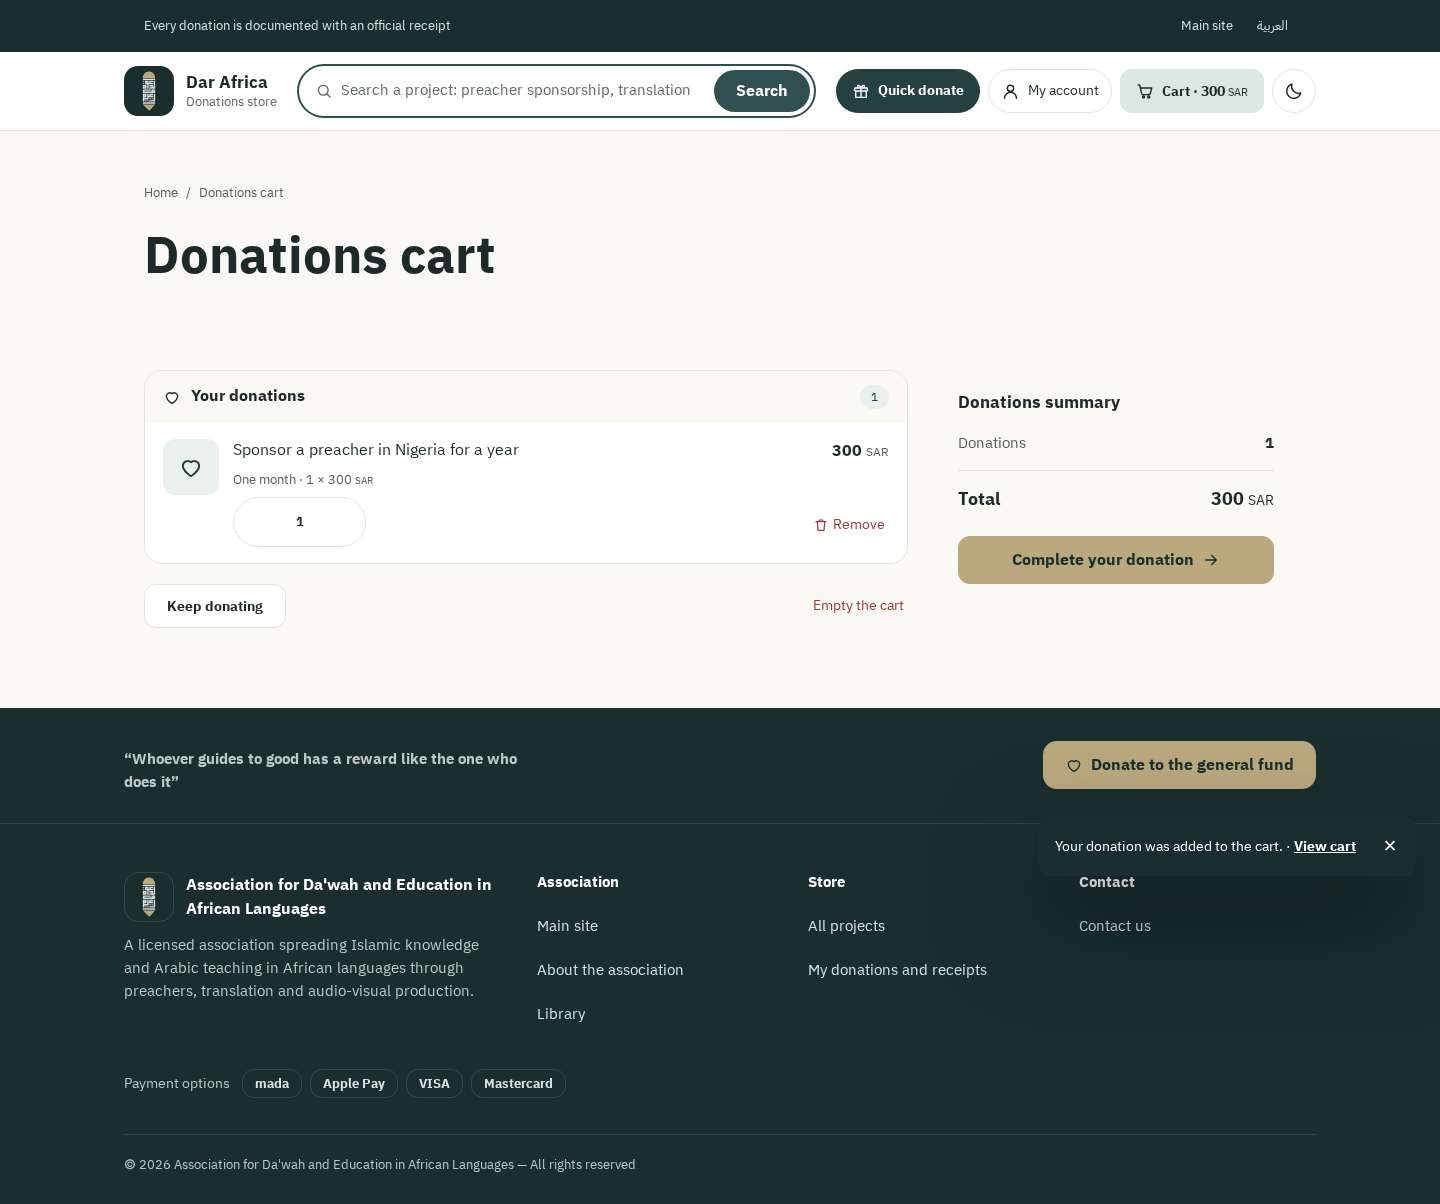 Every donation is documented with an official receipt
Main site
العربية
Dar Africa
Donations store
Search a project: preacher sponsorship, translation
Search
Quick donate
My account
Cart · 300 SAR
Home / Donations cart
Donations cart
Your donations
1
Sponsor a preacher in Nigeria for a year
300 SAR
One month · 1 × 300 SAR
1
Remove
Keep donating
Empty the cart
Donations summary
Donations 1
Total 300 SAR
Complete your donation →
“Whoever guides to good has a reward like the one who
does it”
Donate to the general fund
Your donation was added to the cart. · View cart ×
Association for Da'wah and Education in
African Languages
A licensed association spreading Islamic knowledge
and Arabic teaching in African languages through
preachers, translation and audio-visual production.
Association
Main site
About the association
Library
Store
All projects
My donations and receipts
Contact
Contact us
Payment options
mada
Apple Pay
VISA
Mastercard
© 2026 Association for Da'wah and Education in African Languages — All rights reserved